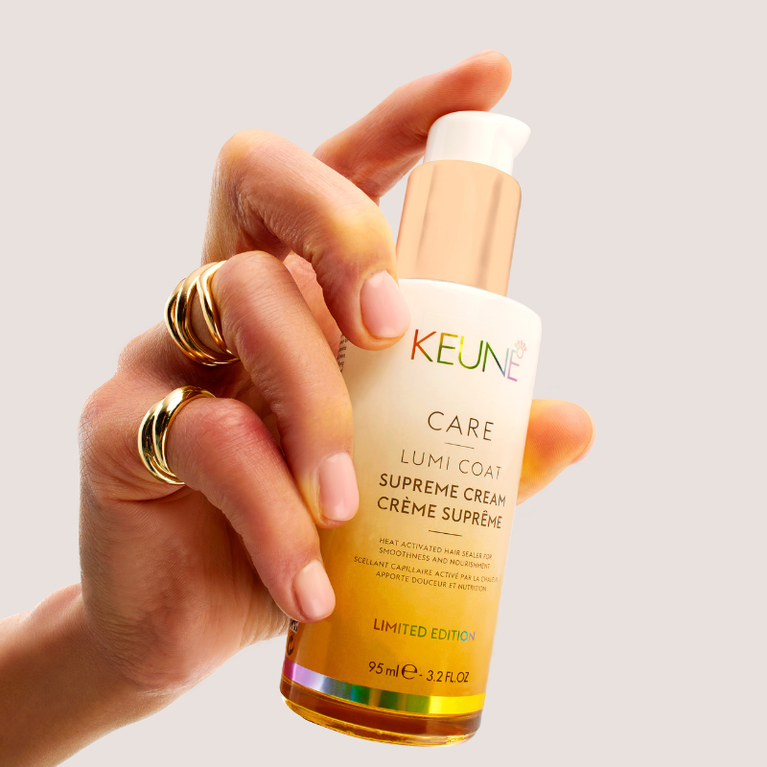 KEUNE
CARE
LUMI COAT
SUPREME CREAM
CRÈME SUPRÊME
HEAT ACTIVATED HAIR SEALER FOR
SMOOTHNESS AND NOURISHMENT
SCELLANT CAPILLAIRE ACTIVÉ PAR LA
APPORTE DOUCEUR ET NUTRITION
LIMITED EDITION
95 ml ℮ - 3.2 FL.OZ